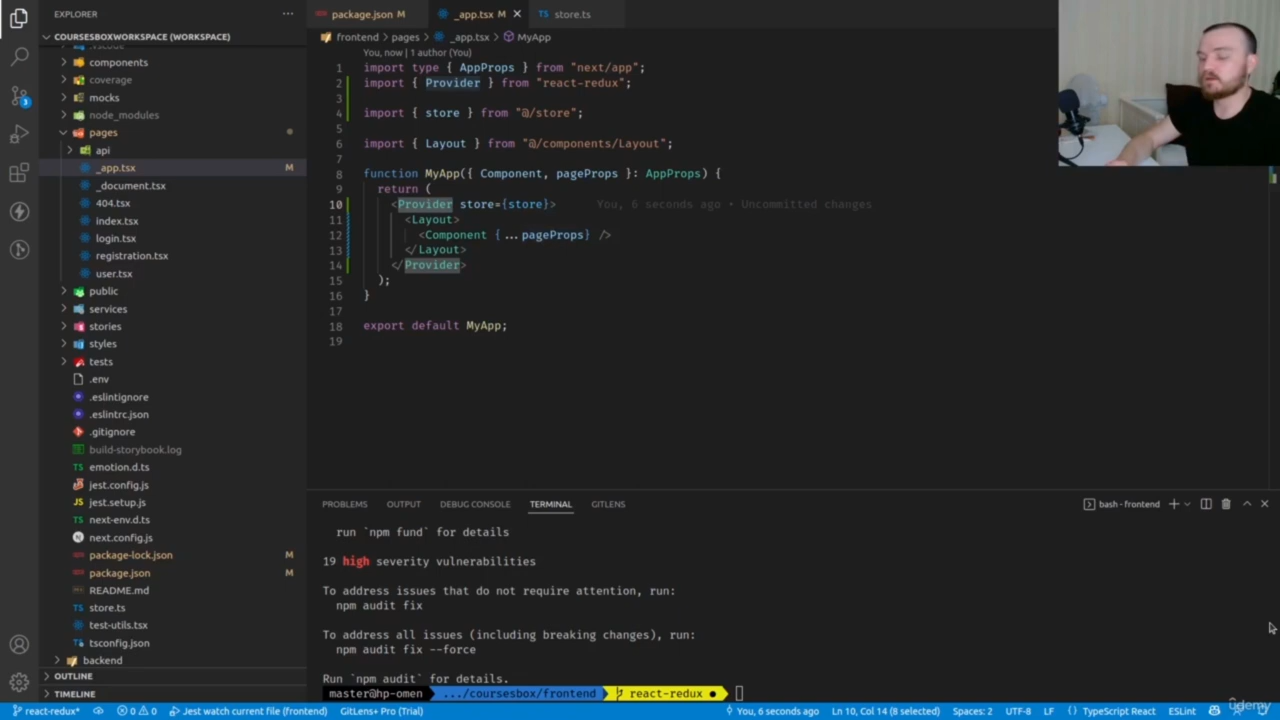 EXPLORER
COURSESBOXWORKSPACE (WORKSPACE)
.vscode
components
coverage
mocks
node_modules
pages
api
_app.tsx M
_document.tsx
404.tsx
index.tsx
login.tsx
registration.tsx
user.tsx
public
services
stories
styles
tests
.env
.eslintignore
.eslintrc.json
.gitignore
build-storybook.log
emotion.d.ts
jest.config.js
jest.setup.js
next-env.d.ts
next.config.js
package-lock.json M
package.json M
README.md
store.ts
test-utils.tsx
tsconfig.json
backend
OUTLINE
TIMELINE
package.json M _app.tsx M store.ts
frontend > pages > _app.tsx > MyApp
You, now | 1 author (You)
1 import type { AppProps } from "next/app";
2 import { Provider } from "react-redux";
3
4 import { store } from "@/store";
5
6 import { Layout } from "@/components/Layout";
7
8 function MyApp({ Component, pageProps }: AppProps) {
9 return (
10 <Provider store={store}> You, 6 seconds ago • Uncommitted changes
11 <Layout>
12 <Component {...pageProps} />
13 </Layout>
14 </Provider>
15 );
16 }
17
18 export default MyApp;
19
PROBLEMS OUTPUT DEBUG CONSOLE TERMINAL GITLENS
bash - frontend
run `npm fund` for details
19 high severity vulnerabilities
To address issues that do not require attention, run:
npm audit fix
To address all issues (including breaking changes), run:
npm audit fix --force
Run `npm audit` for details.
master@hp-omen .../coursesbox/frontend react-redux ●
react-redux* 0 0 Jest watch current file (frontend) GitLens+ Pro (Trial) You, 6 seconds ago Ln 10, Col 14 (8 selected) Spaces: 2 UTF-8 LF { } TypeScript React ESLint
3
udemy